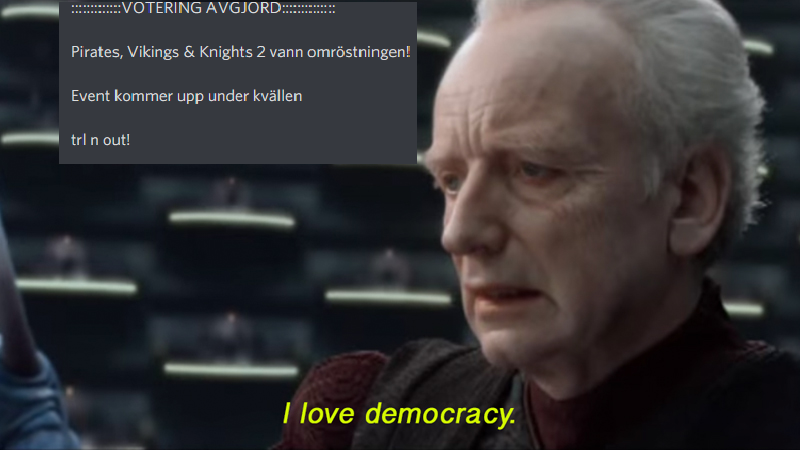 ::::::::::::::VOTERING AVGJORD:::::::::::::::
Pirates, Vikings & Knights 2 vann omröstningen!
Event kommer upp under kvällen
trl n out!
I love democracy.